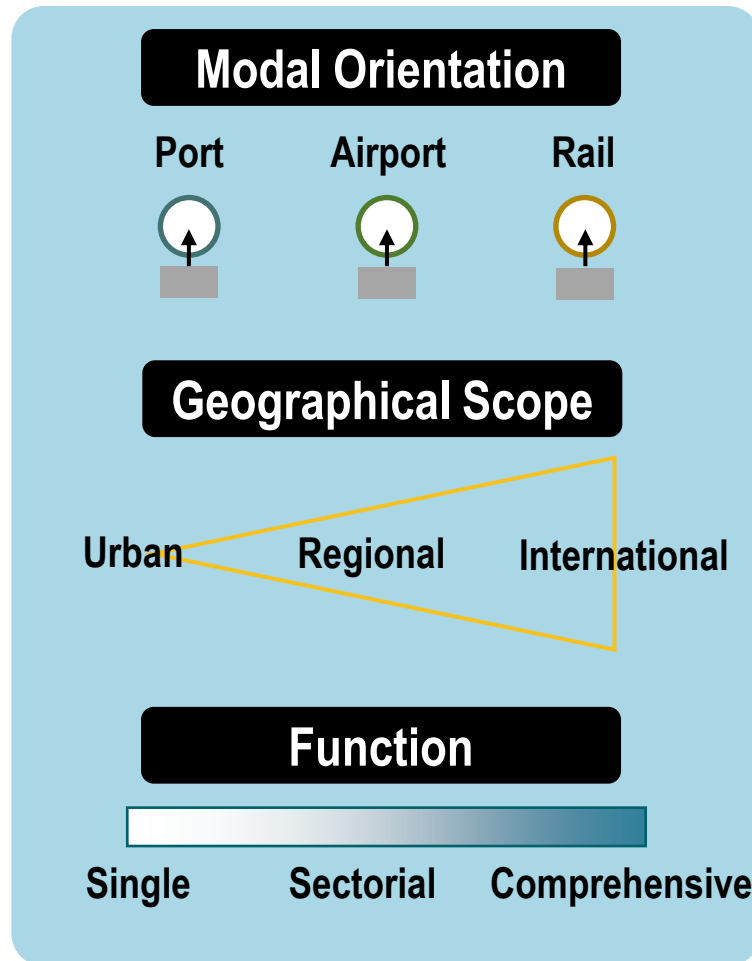 Modal Orientation
Port Airport Rail
Geographical Scope
Urban Regional International
Function
Single Sectorial Comprehensive